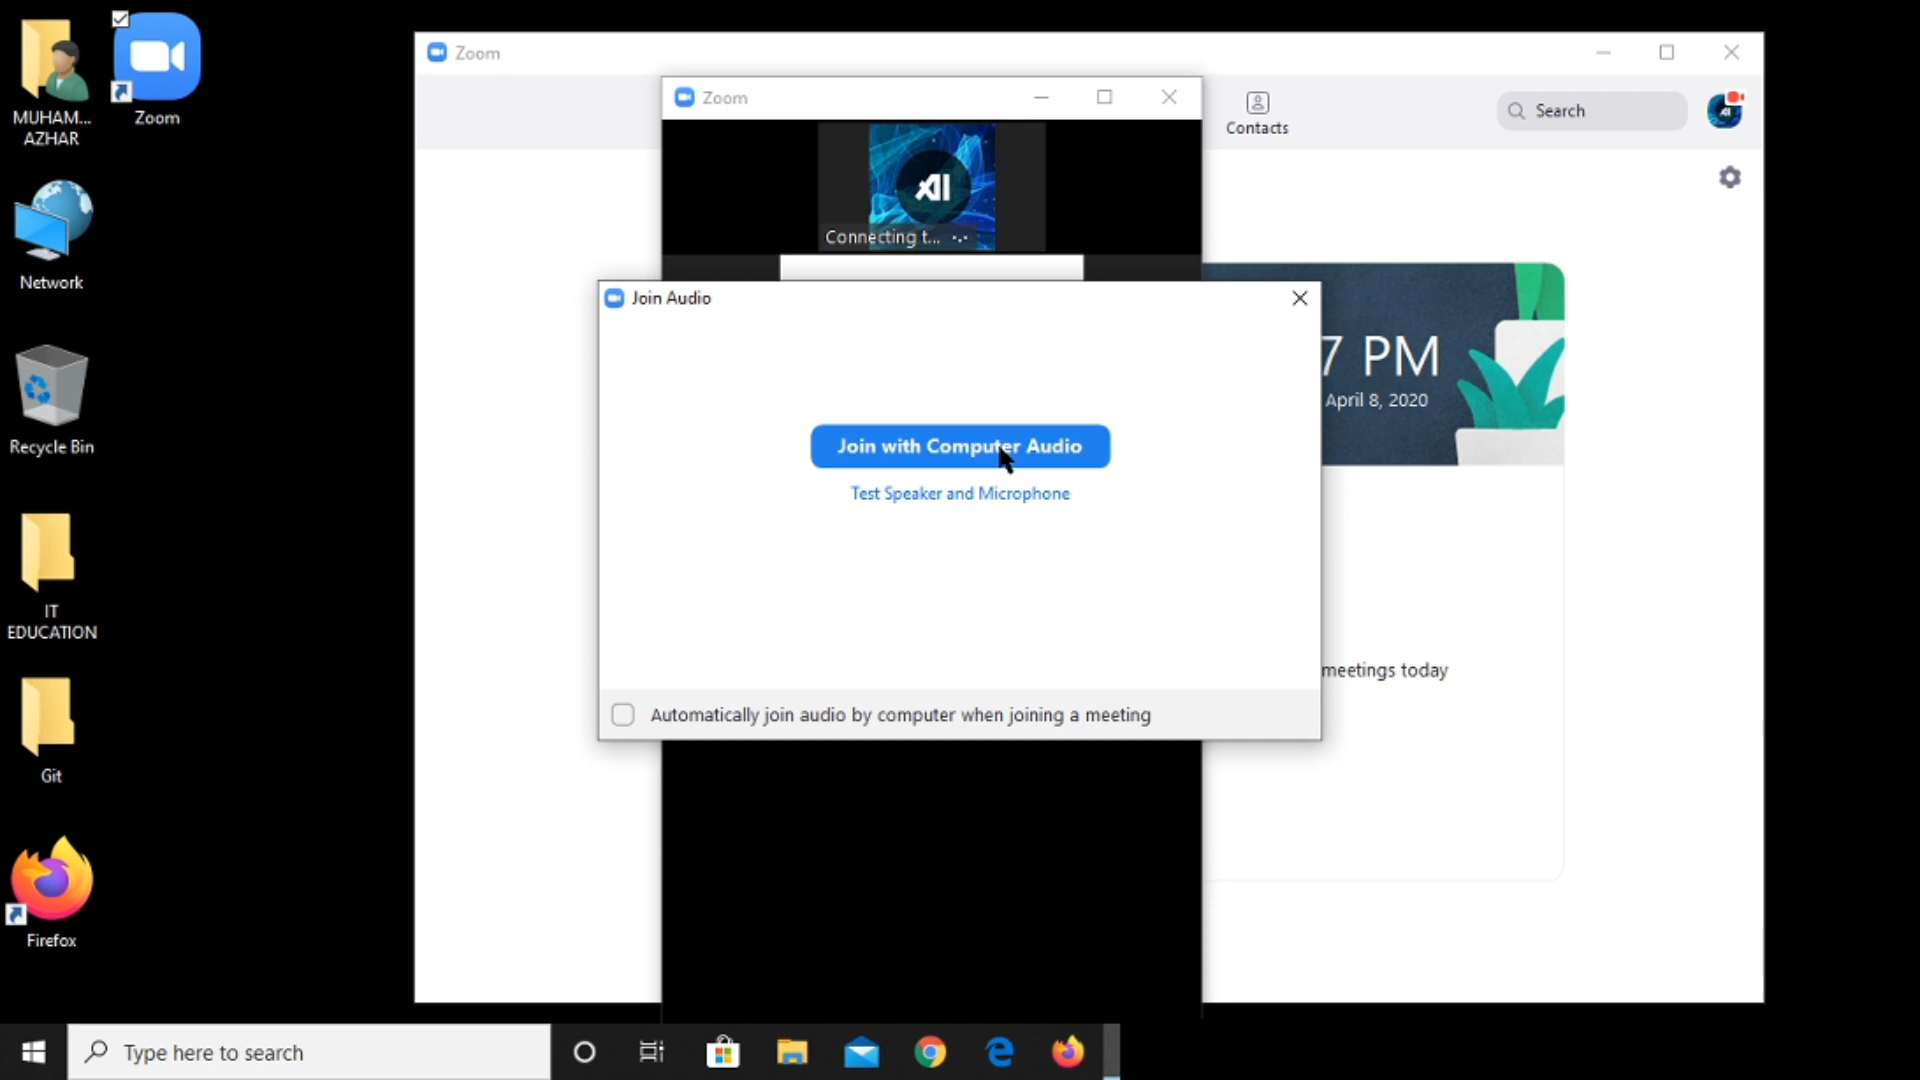 MUHAM...
AZHAR
Zoom
Network
Recycle Bin
IT
EDUCATION
Git
Firefox
Zoom
Zoom
Contacts
Search
AI
Connecting t...
Join Audio
7 PM
April 8, 2020
Join with Computer Audio
Test Speaker and Microphone
meetings today
Automatically join audio by computer when joining a meeting
Type here to search